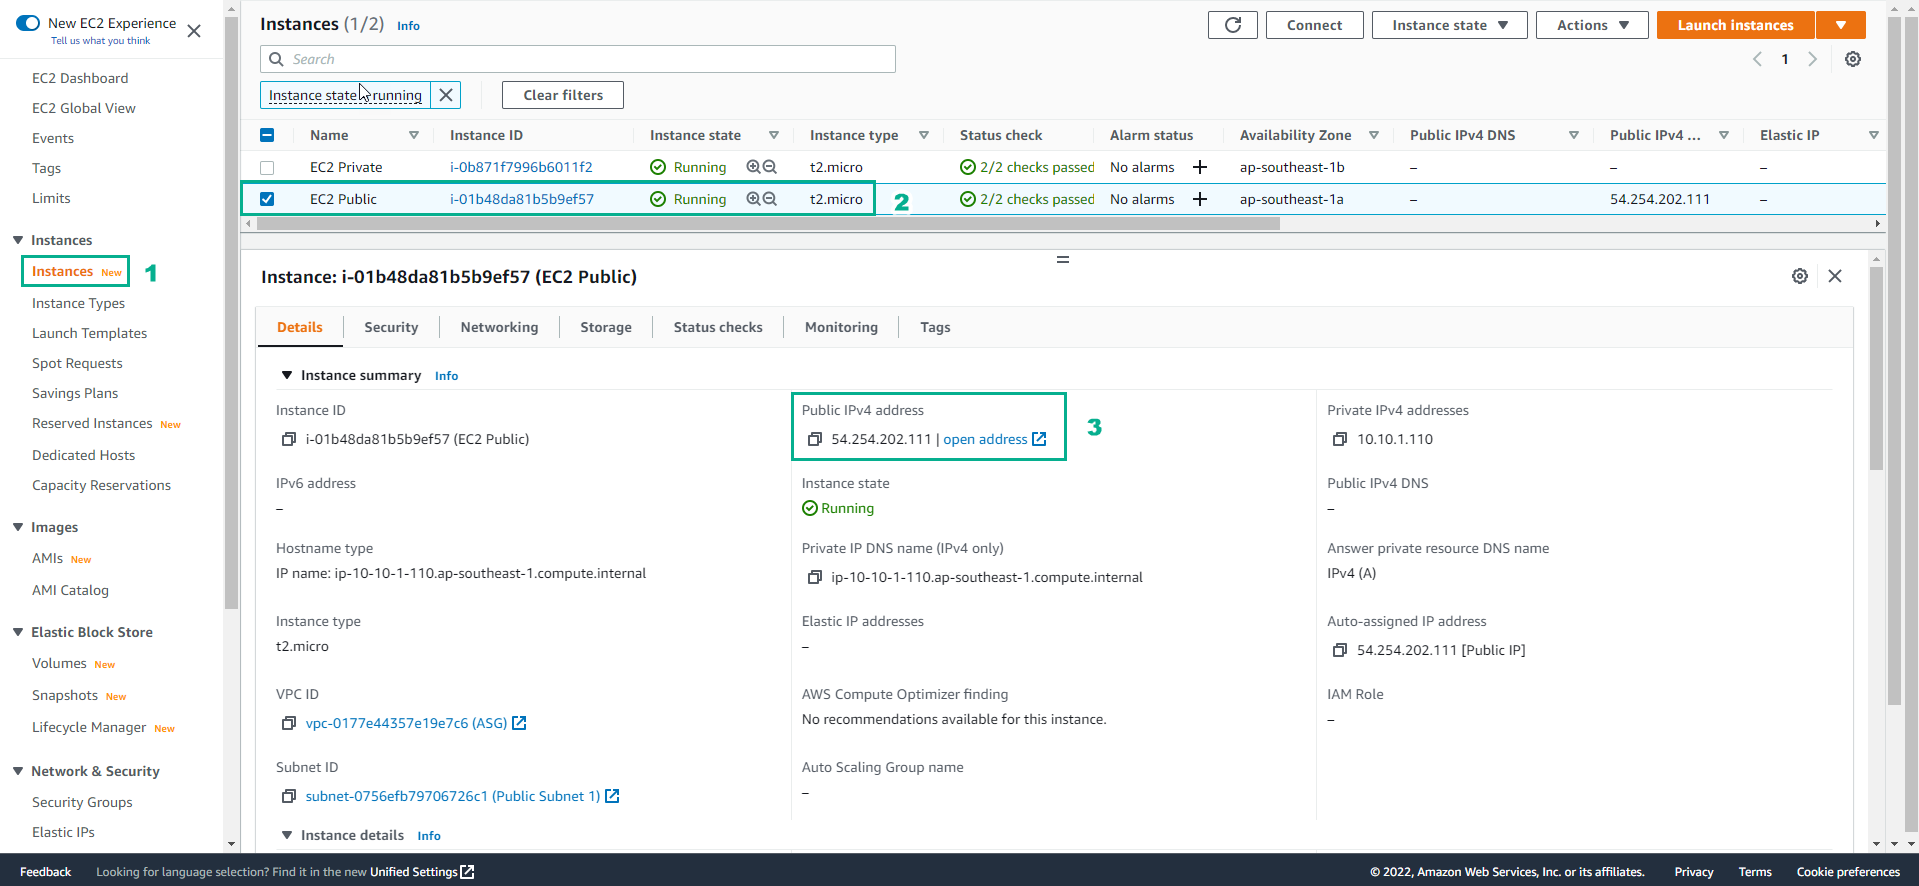 New EC2 Experience
Tell us what you think
EC2 Dashboard
EC2 Global View
Events
Tags
Limits
Instances
Instances New
1
Instance Types
Launch Templates
Spot Requests
Savings Plans
Reserved Instances New
Dedicated Hosts
Capacity Reservations
Images
AMIs New
AMI Catalog
Elastic Block Store
Volumes New
Snapshots New
Lifecycle Manager New
Network & Security
Security Groups
Elastic IPs
Instances (1/2) Info
Connect
Instance state
Actions
Launch instances
Search
1
Instance state running
Clear filters
Name Instance ID Instance state Instance type Status check Alarm status Availability Zone Public IPv4 DNS Public IPv4 ... Elastic IP
EC2 Private i-0b871f7996b6011f2 Running t2.micro 2/2 checks passed No alarms + ap-southeast-1b – – –
EC2 Public i-01b48da81b5b9ef57 Running t2.micro 2 2/2 checks passed No alarms + ap-southeast-1a – 54.254.202.111 –
Instance: i-01b48da81b5b9ef57 (EC2 Public)
Details Security Networking Storage Status checks Monitoring Tags
Instance summary Info
Instance ID
i-01b48da81b5b9ef57 (EC2 Public)
Public IPv4 address
54.254.202.111 | open address
3
Private IPv4 addresses
10.10.1.110
IPv6 address
–
Instance state
Running
Public IPv4 DNS
–
Hostname type
IP name: ip-10-10-1-110.ap-southeast-1.compute.internal
Private IP DNS name (IPv4 only)
ip-10-10-1-110.ap-southeast-1.compute.internal
Answer private resource DNS name
IPv4 (A)
Instance type
t2.micro
Elastic IP addresses
–
Auto-assigned IP address
54.254.202.111 [Public IP]
VPC ID
vpc-0177e44357e19e7c6 (ASG)
AWS Compute Optimizer finding
No recommendations available for this instance.
IAM Role
–
Subnet ID
subnet-0756efb79706726c1 (Public Subnet 1)
Auto Scaling Group name
–
Instance details Info
Feedback Looking for language selection? Find it in the new Unified Settings © 2022, Amazon Web Services, Inc. or its affiliates. Privacy Terms Cookie preferences